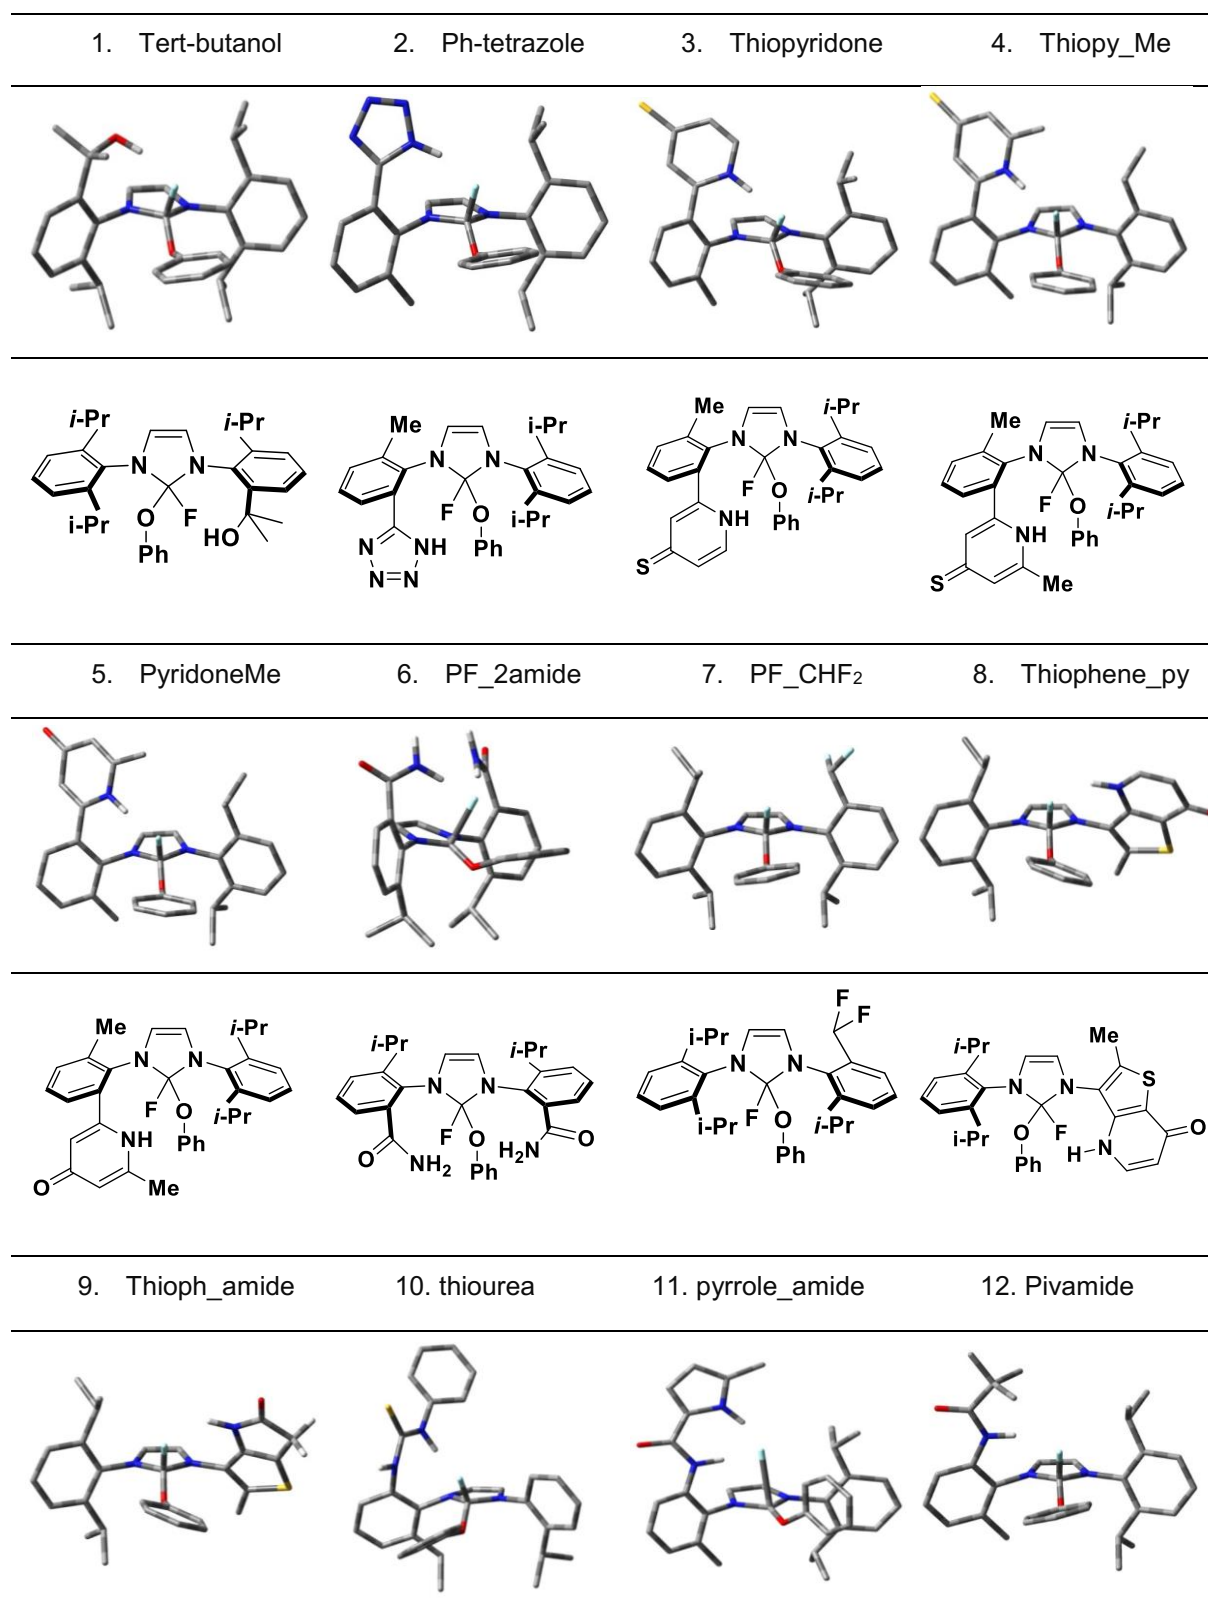 1. Tert-butanol 2. Ph-tetrazole 3. Thiopyridone 4. Thiopy_Me
i-Pr i-Pr N N i-Pr O F HO Ph
Me i-Pr N N F O i-Pr Ph N NH N=N
Me i-Pr N N F O i-Pr Ph NH S
Me i-Pr N N F O i-Pr Ph NH S Me
5. PyridoneMe 6. PF_2amide 7. PF_CHF2 8. Thiophene_py
Me i-Pr N N F O i-Pr Ph NH O Me
i-Pr i-Pr N N F O Ph O NH2 H2N O
F F i-Pr N N i-Pr F O i-Pr Ph
Me i-Pr N N S i-Pr O F Ph H N O
9. Thioph_amide 10. thiourea 11. pyrrole_amide 12. Pivamide